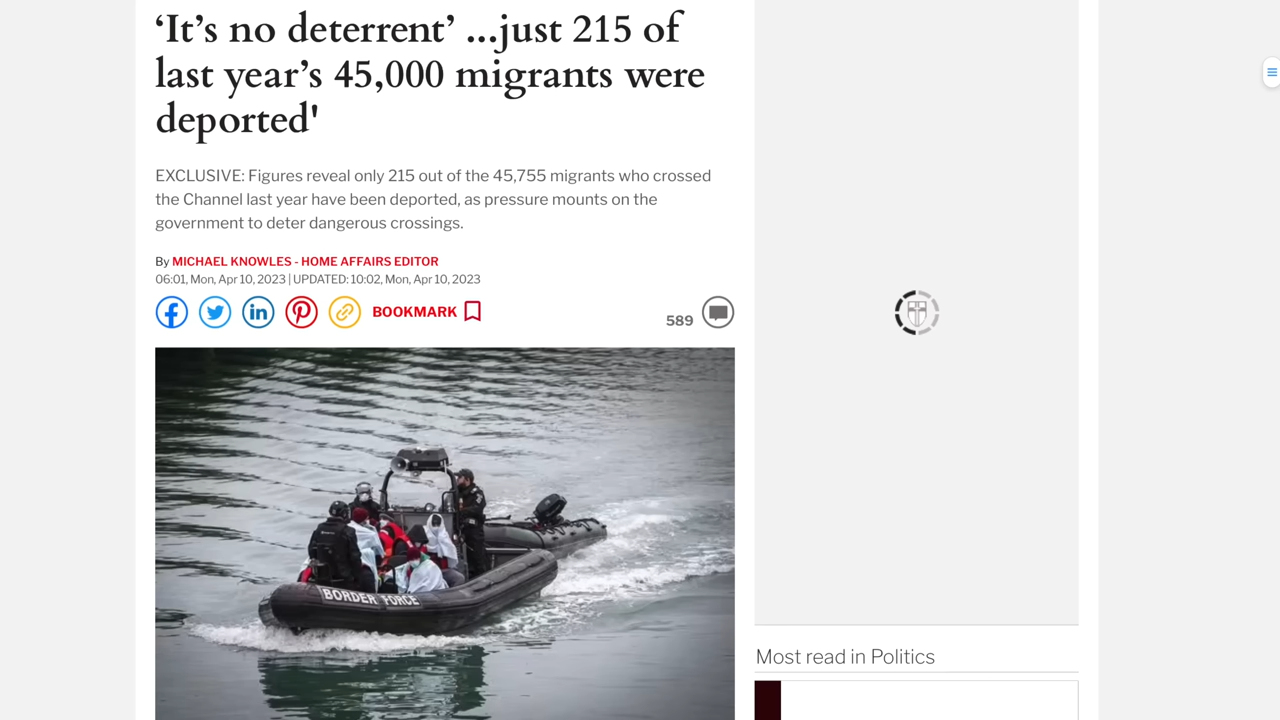 ‘It’s no deterrent’ ...just 215 of
last year’s 45,000 migrants were
deported'
EXCLUSIVE: Figures reveal only 215 out of the 45,755 migrants who crossed
the Channel last year have been deported, as pressure mounts on the
government to deter dangerous crossings.
By MICHAEL KNOWLES - HOME AFFAIRS EDITOR
06:01, Mon, Apr 10, 2023 | UPDATED: 10:02, Mon, Apr 10, 2023
BOOKMARK
589
BORDER FORCE
Most read in Politics